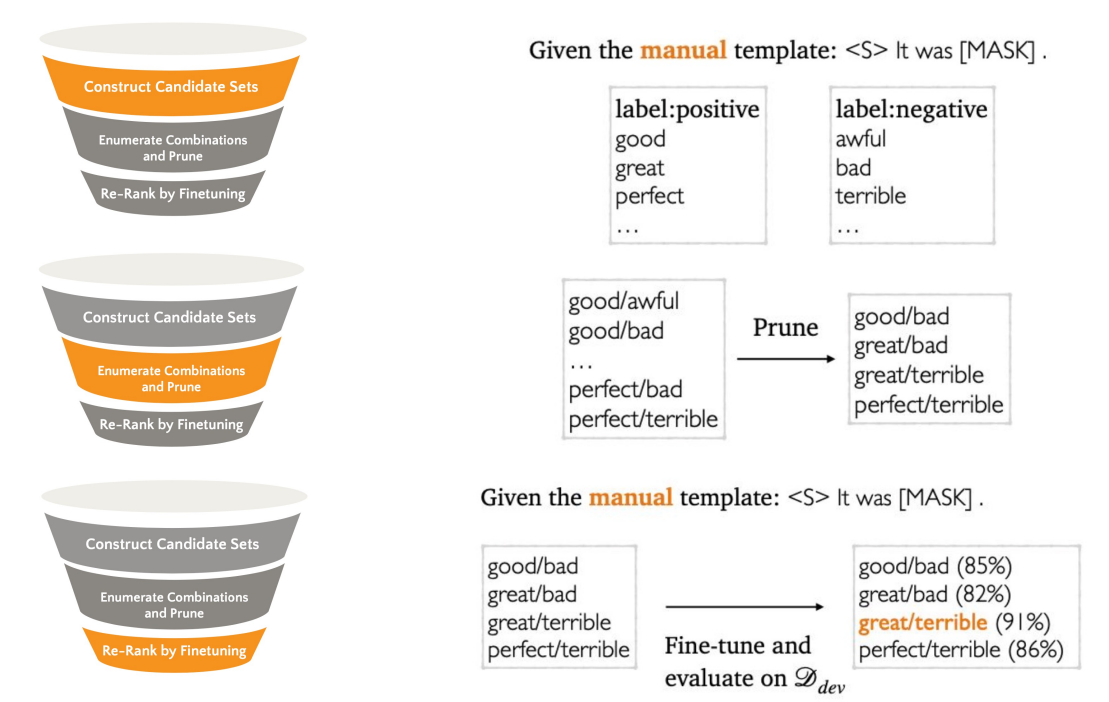 Construct Candidate Sets
Enumerate Combinations
and Prune
Re-Rank by Finetuning
Given the manual template: <S> It was [MASK] .
label:positive
good
great
perfect
...
label:negative
awful
bad
terrible
...
Construct Candidate Sets
Enumerate Combinations
and Prune
Re-Rank by Finetuning
good/awful
good/bad
...
perfect/bad
perfect/terrible
Prune
good/bad
great/bad
great/terrible
perfect/terrible
Construct Candidate Sets
Enumerate Combinations
and Prune
Re-Rank by Finetuning
Given the manual template: <S> It was [MASK] .
good/bad
great/bad
great/terrible
perfect/terrible
Fine-tune and
evaluate on 𝒟dev
good/bad (85%)
great/bad (82%)
great/terrible (91%)
perfect/terrible (86%)